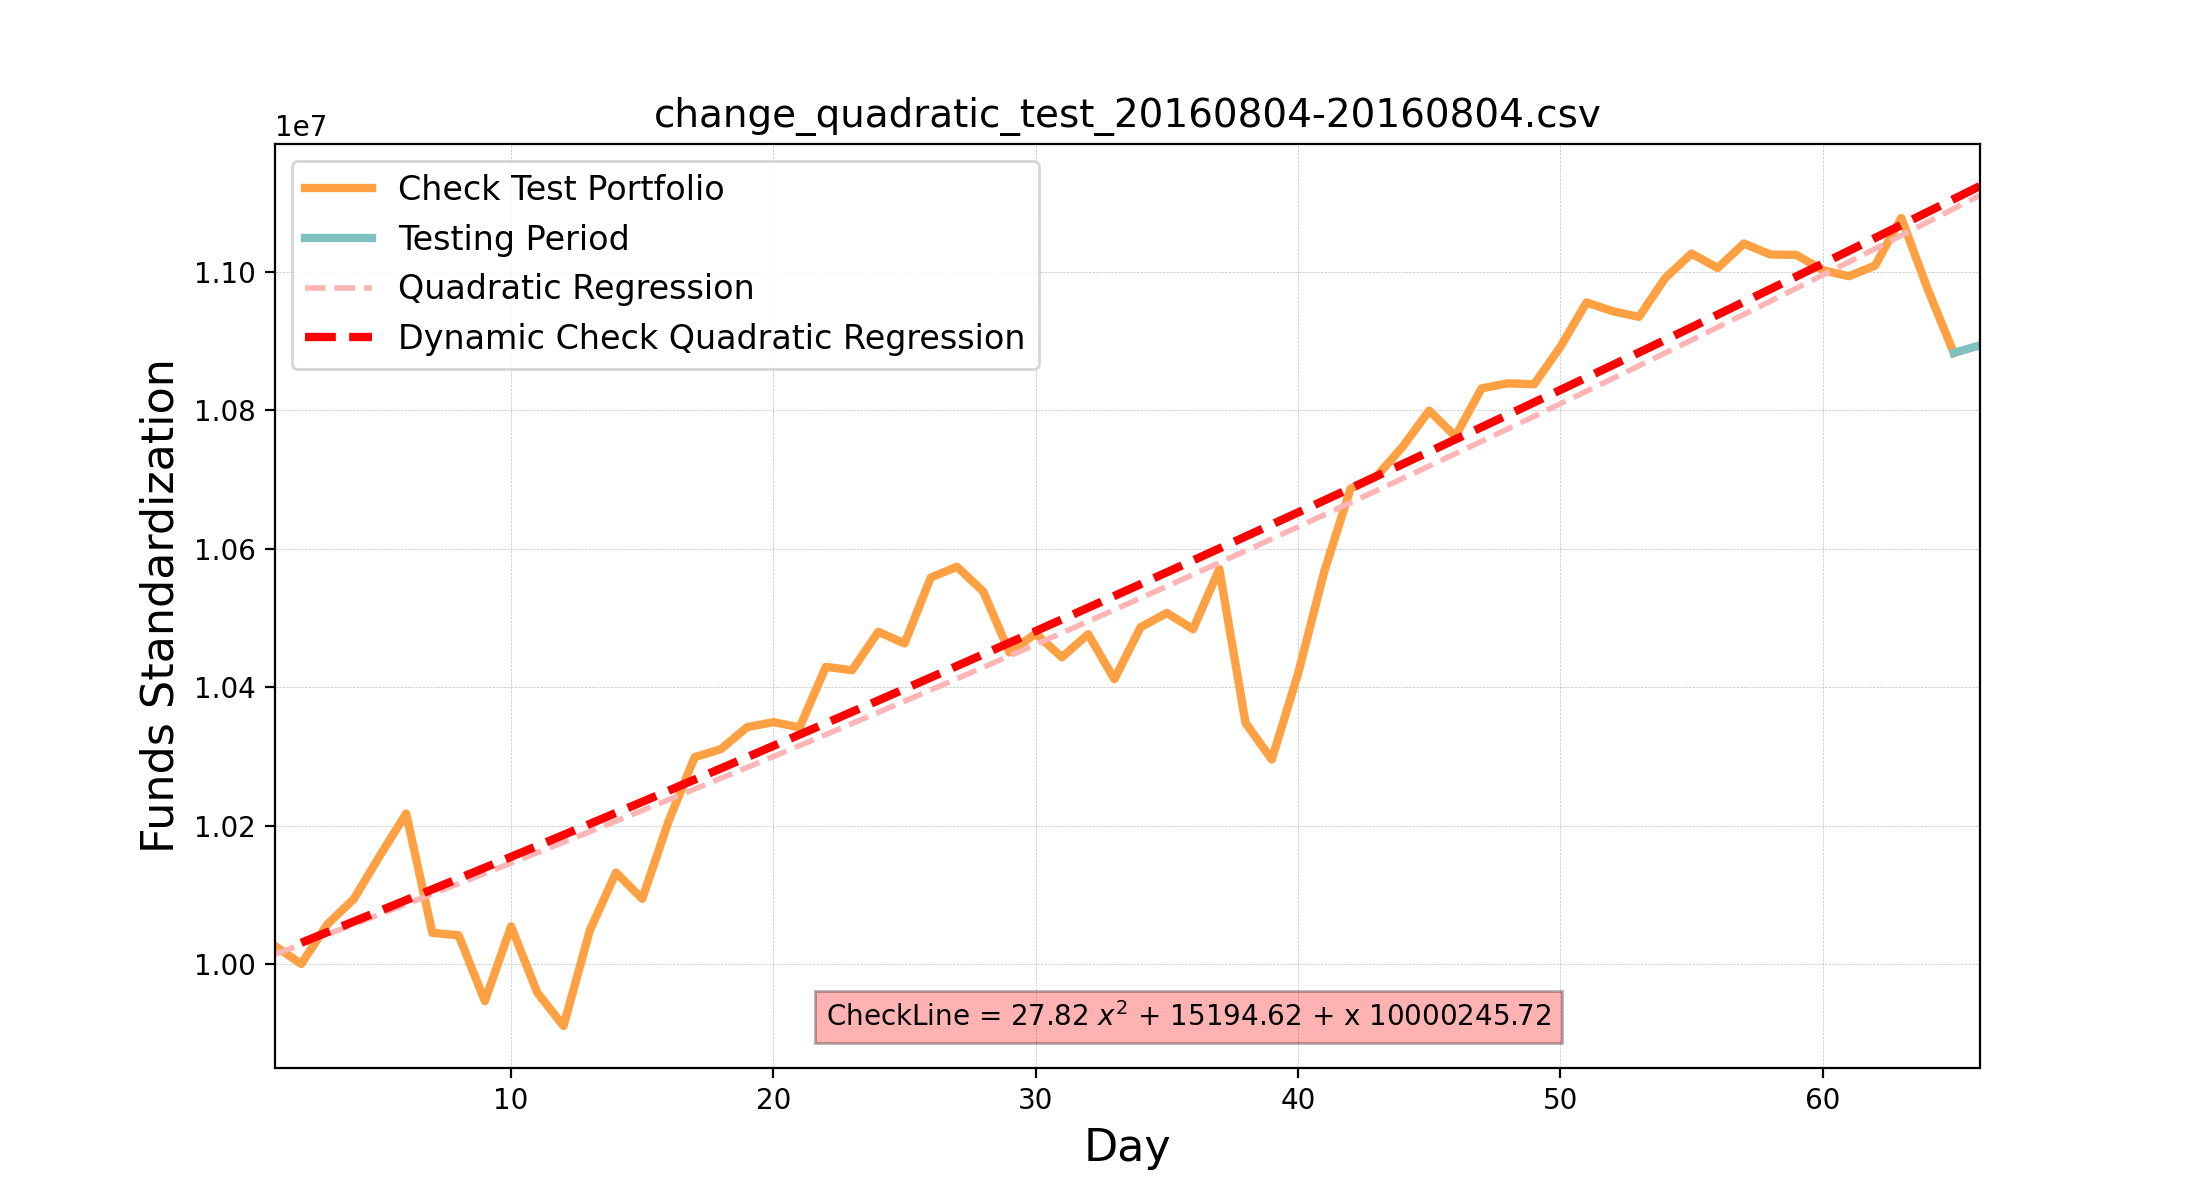 change_quadratic_test_20160804-20160804.csv
1e7
Check Test Portfolio
Testing Period
Quadratic Regression
Dynamic Check Quadratic Regression
1.10
1.08
1.06
1.04
1.02
1.00
Funds Standardization
CheckLine = 27.82 x² + 15194.62 + x 10000245.72
10 20 30 40 50 60
Day